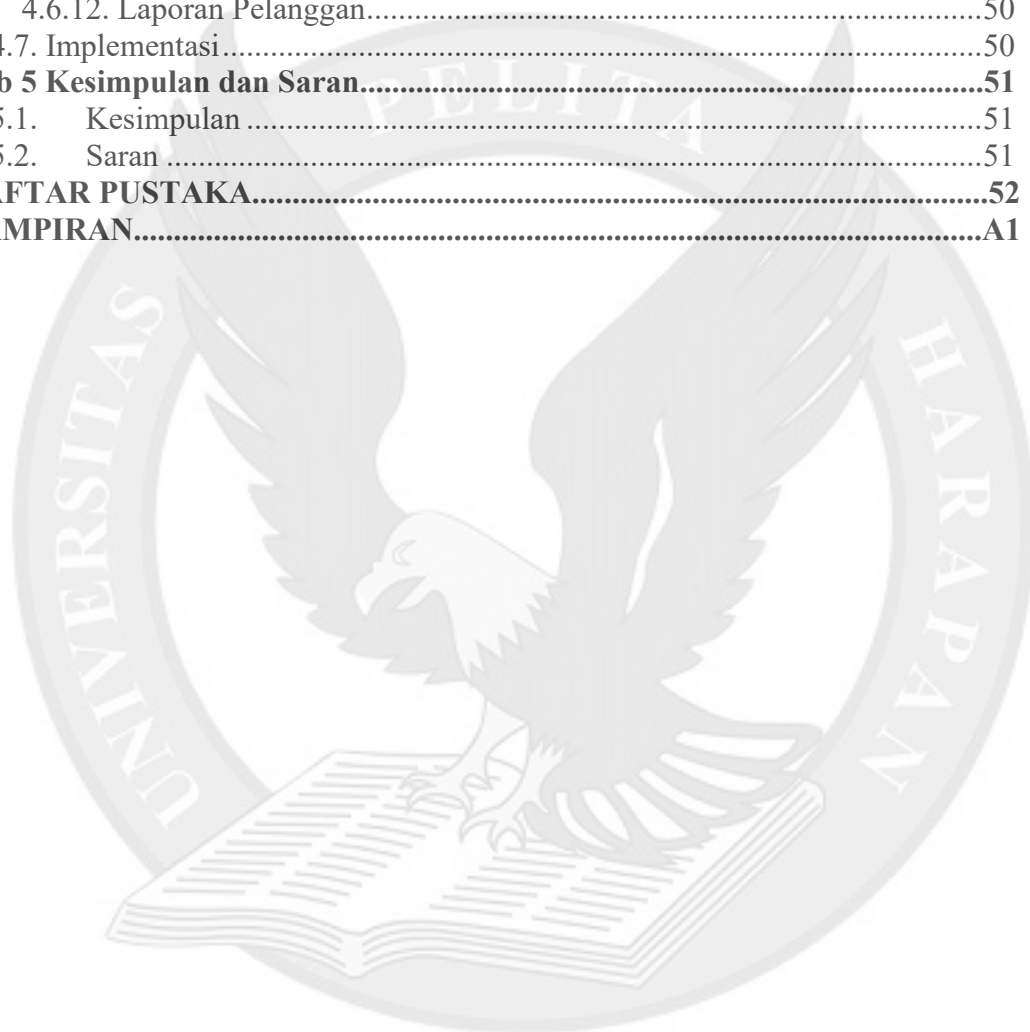 4.6.12. Laporan Pelanggan....................................................................................50
4.7. Implementasi..........................................................................................................50
b 5 Kesimpulan dan Saran.....................................................................................51
5.1. Kesimpulan ....................................................................................................51
5.2. Saran ...............................................................................................................51
AFTAR PUSTAKA....................................................................................................52
MPIRAN...................................................................................................................A1
UNIVERSITAS PELITA HARAPAN